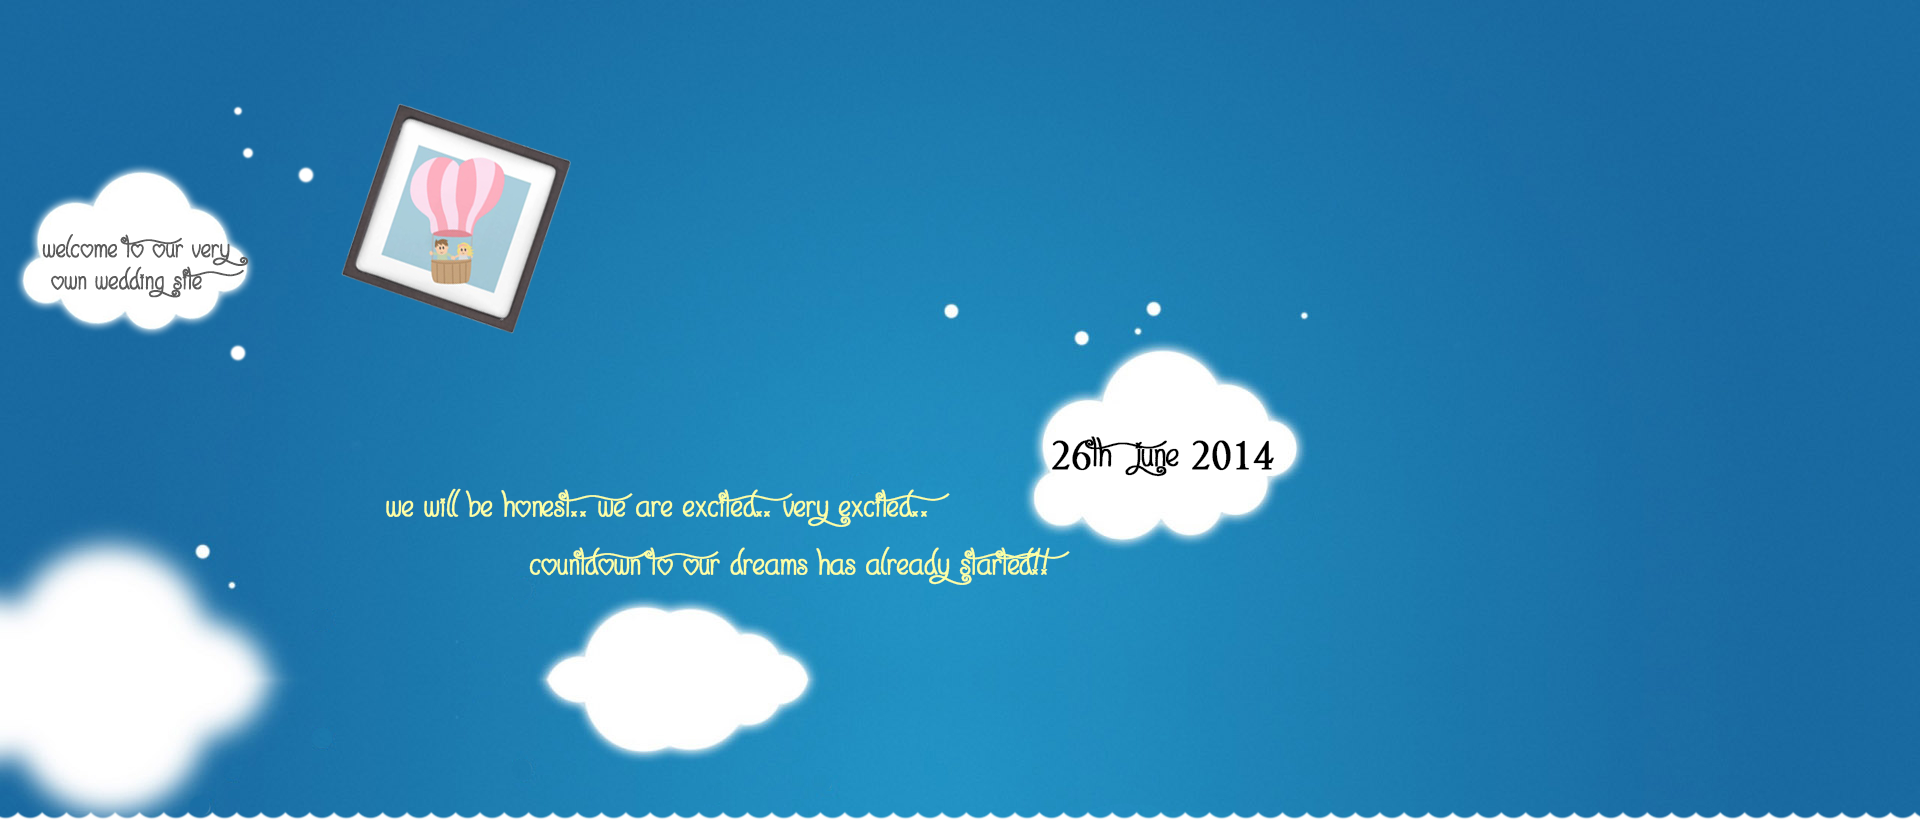 welcome to our very
own wedding site
26th june 2014
we will be honest.. we are excited.. very excited..
countdown to our dreams has already started!!